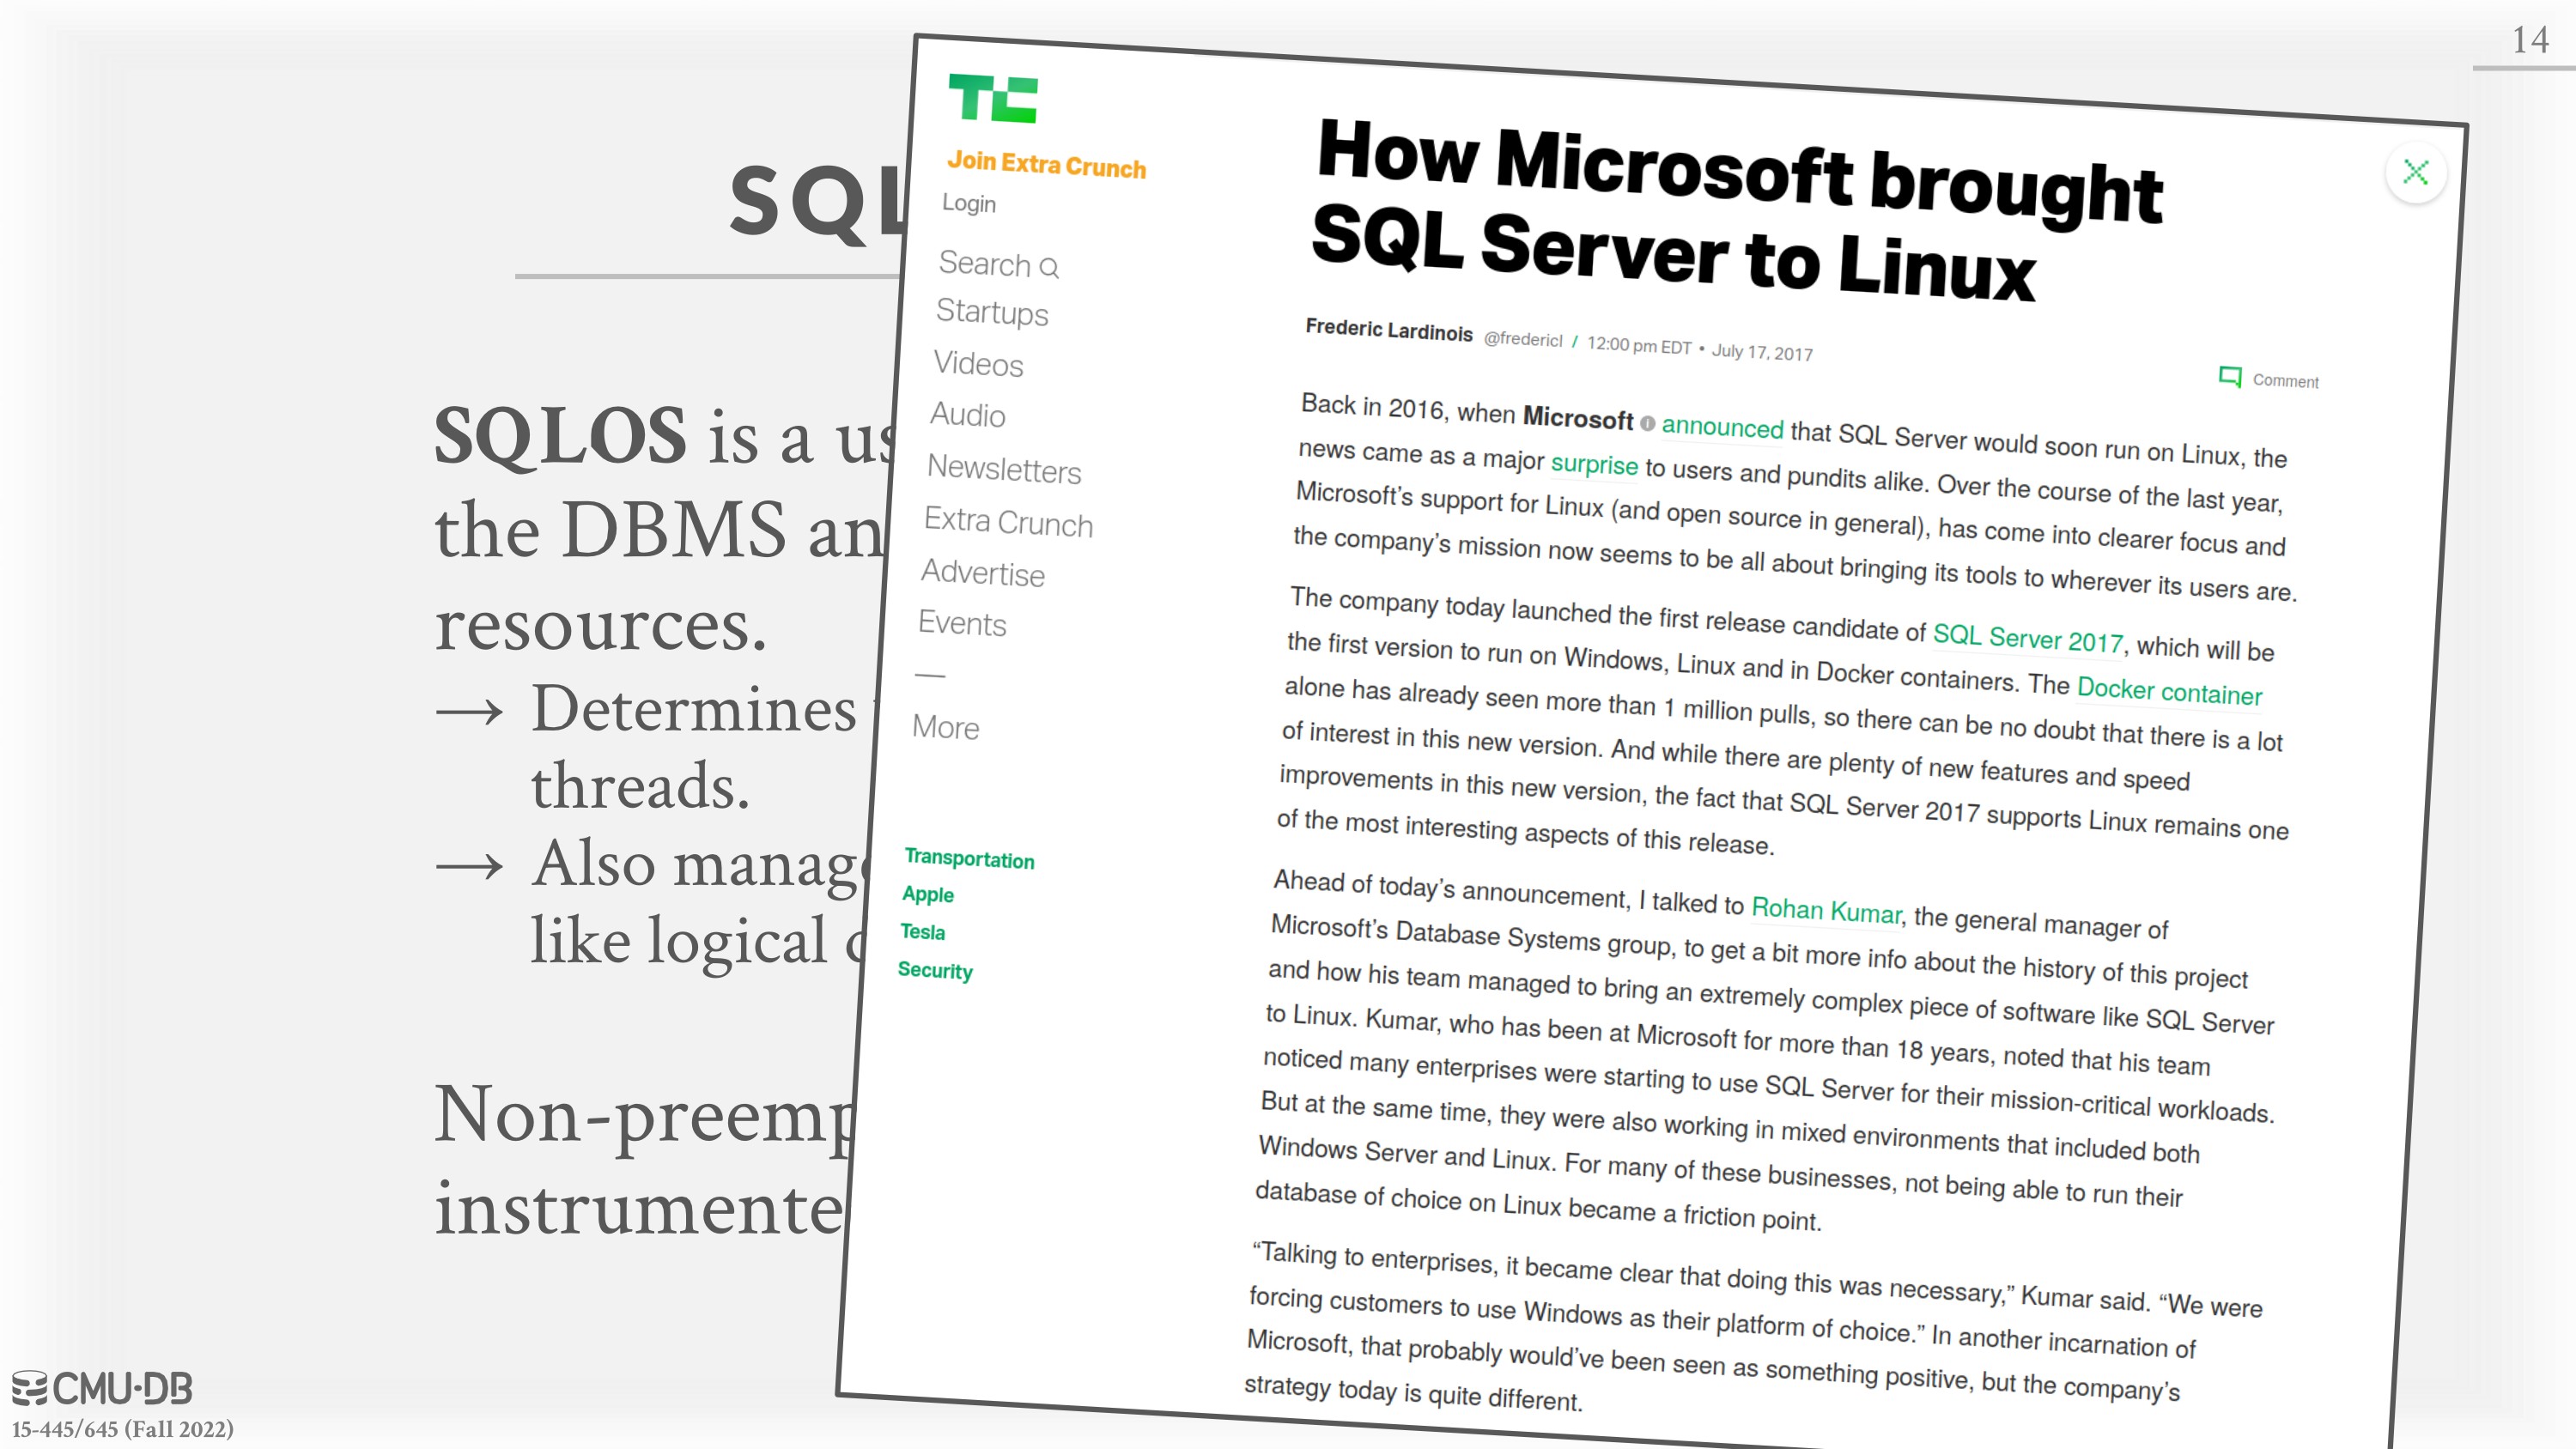 14
SQL
SQLOS is a us
the DBMS an
resources.
→ Determines
threads.
→ Also manag
like logical
Non-preemp
instrumente
TC
Join Extra Crunch
Login
Search
Startups
Videos
Audio
Newsletters
Extra Crunch
Advertise
Events
—
More
Transportation
Apple
Tesla
Security
How Microsoft brought
SQL Server to Linux
Frederic Lardinois @fredericl / 12:00 pm EDT • July 17, 2017
Comment
Back in 2016, when Microsoft announced that SQL Server would soon run on Linux, the
news came as a major surprise to users and pundits alike. Over the course of the last year,
Microsoft’s support for Linux (and open source in general), has come into clearer focus and
the company’s mission now seems to be all about bringing its tools to wherever its users are.
The company today launched the first release candidate of SQL Server 2017, which will be
the first version to run on Windows, Linux and in Docker containers. The Docker container
alone has already seen more than 1 million pulls, so there can be no doubt that there is a lot
of interest in this new version. And while there are plenty of new features and speed
improvements in this new version, the fact that SQL Server 2017 supports Linux remains one
of the most interesting aspects of this release.
Ahead of today’s announcement, I talked to Rohan Kumar, the general manager of
Microsoft’s Database Systems group, to get a bit more info about the history of this project
and how his team managed to bring an extremely complex piece of software like SQL Server
to Linux. Kumar, who has been at Microsoft for more than 18 years, noted that his team
noticed many enterprises were starting to use SQL Server for their mission-critical workloads.
But at the same time, they were also working in mixed environments that included both
Windows Server and Linux. For many of these businesses, not being able to run their
database of choice on Linux became a friction point.
“Talking to enterprises, it became clear that doing this was necessary,” Kumar said. “We were
forcing customers to use Windows as their platform of choice.” In another incarnation of
Microsoft, that probably would’ve been seen as something positive, but the company’s
strategy today is quite different.
CMU·DB
15-445/645 (Fall 2022)